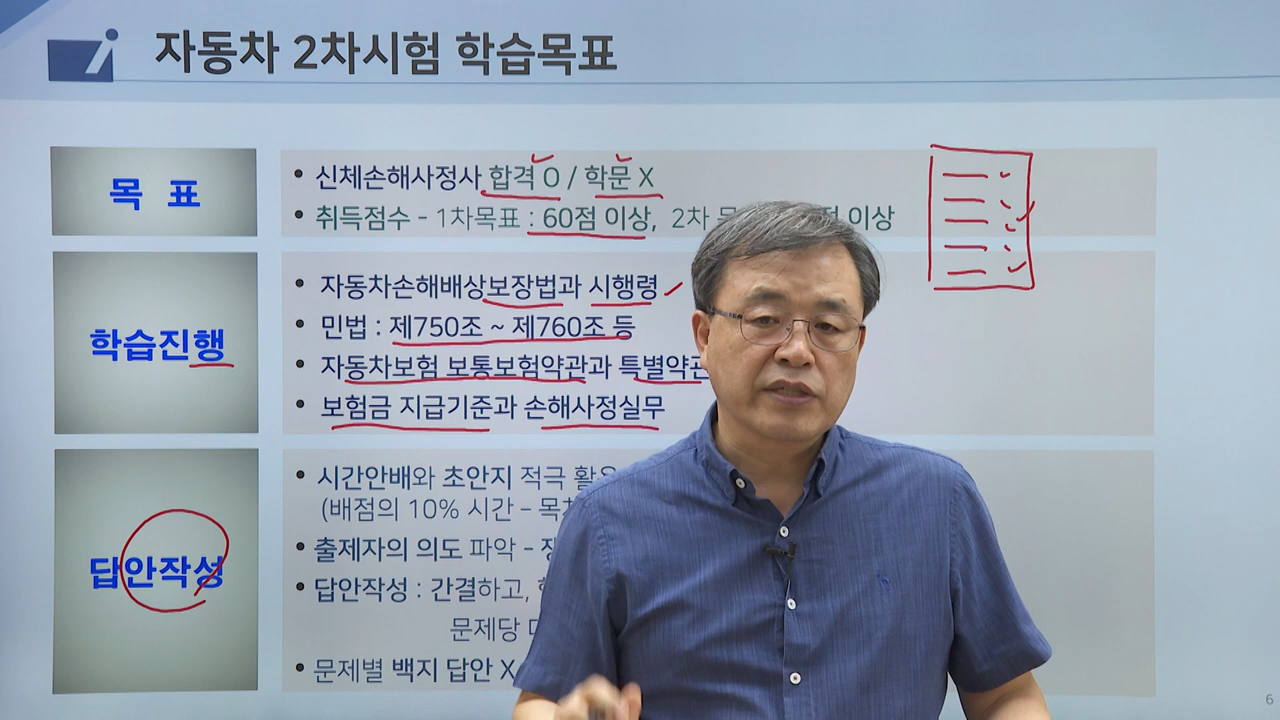 자동차 2차시험 학습목표
목 표
• 신체손해사정사 합격 O / 학문 X
• 취득점수 - 1차목표 : 60점 이상, 2차 이상
학습진행
• 자동차손해배상보장법과 시행령
• 민법 : 제750조 ~ 제760조 등
• 자동차보험 보통보험약관과 특별약관
• 보험금 지급기준과 손해사정실무
답안작성
• 시간안배와 초안지 적극
(배점의 10% 시간 -
• 출제자의 의도 파악 -
• 답안작성 : 간결하고,
문제당
• 문제별 백지 답안 X
6